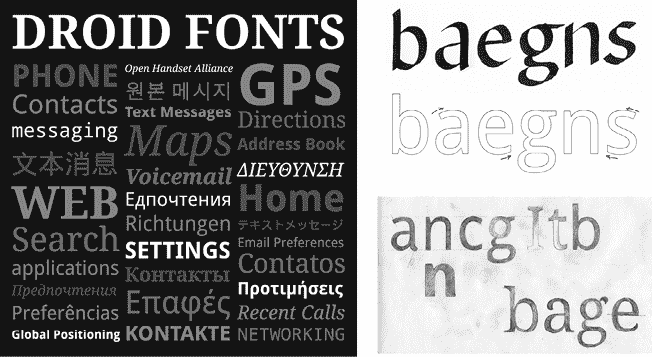 DROID FONTS
PHONE
Contacts
messaging
文本消息
WEB
Search
applications
Предпочтения
Preferências
Global Positioning
Open Handset Alliance
원본 메시지
Text Messages
Maps
Voicemail
Едпочтения
Richtungen
SETTINGS
Контакты
Επαφές
KONTAKTE
GPS
Directions
Address Book
ΔΙΕΥΘΥΝΣΗ
Home
テキストメッセージ
Email Preferences
Contatos
Προτιμήσεις
Recent Calls
NETWORKING
baegns
baegns
ancg Itb
n
bage